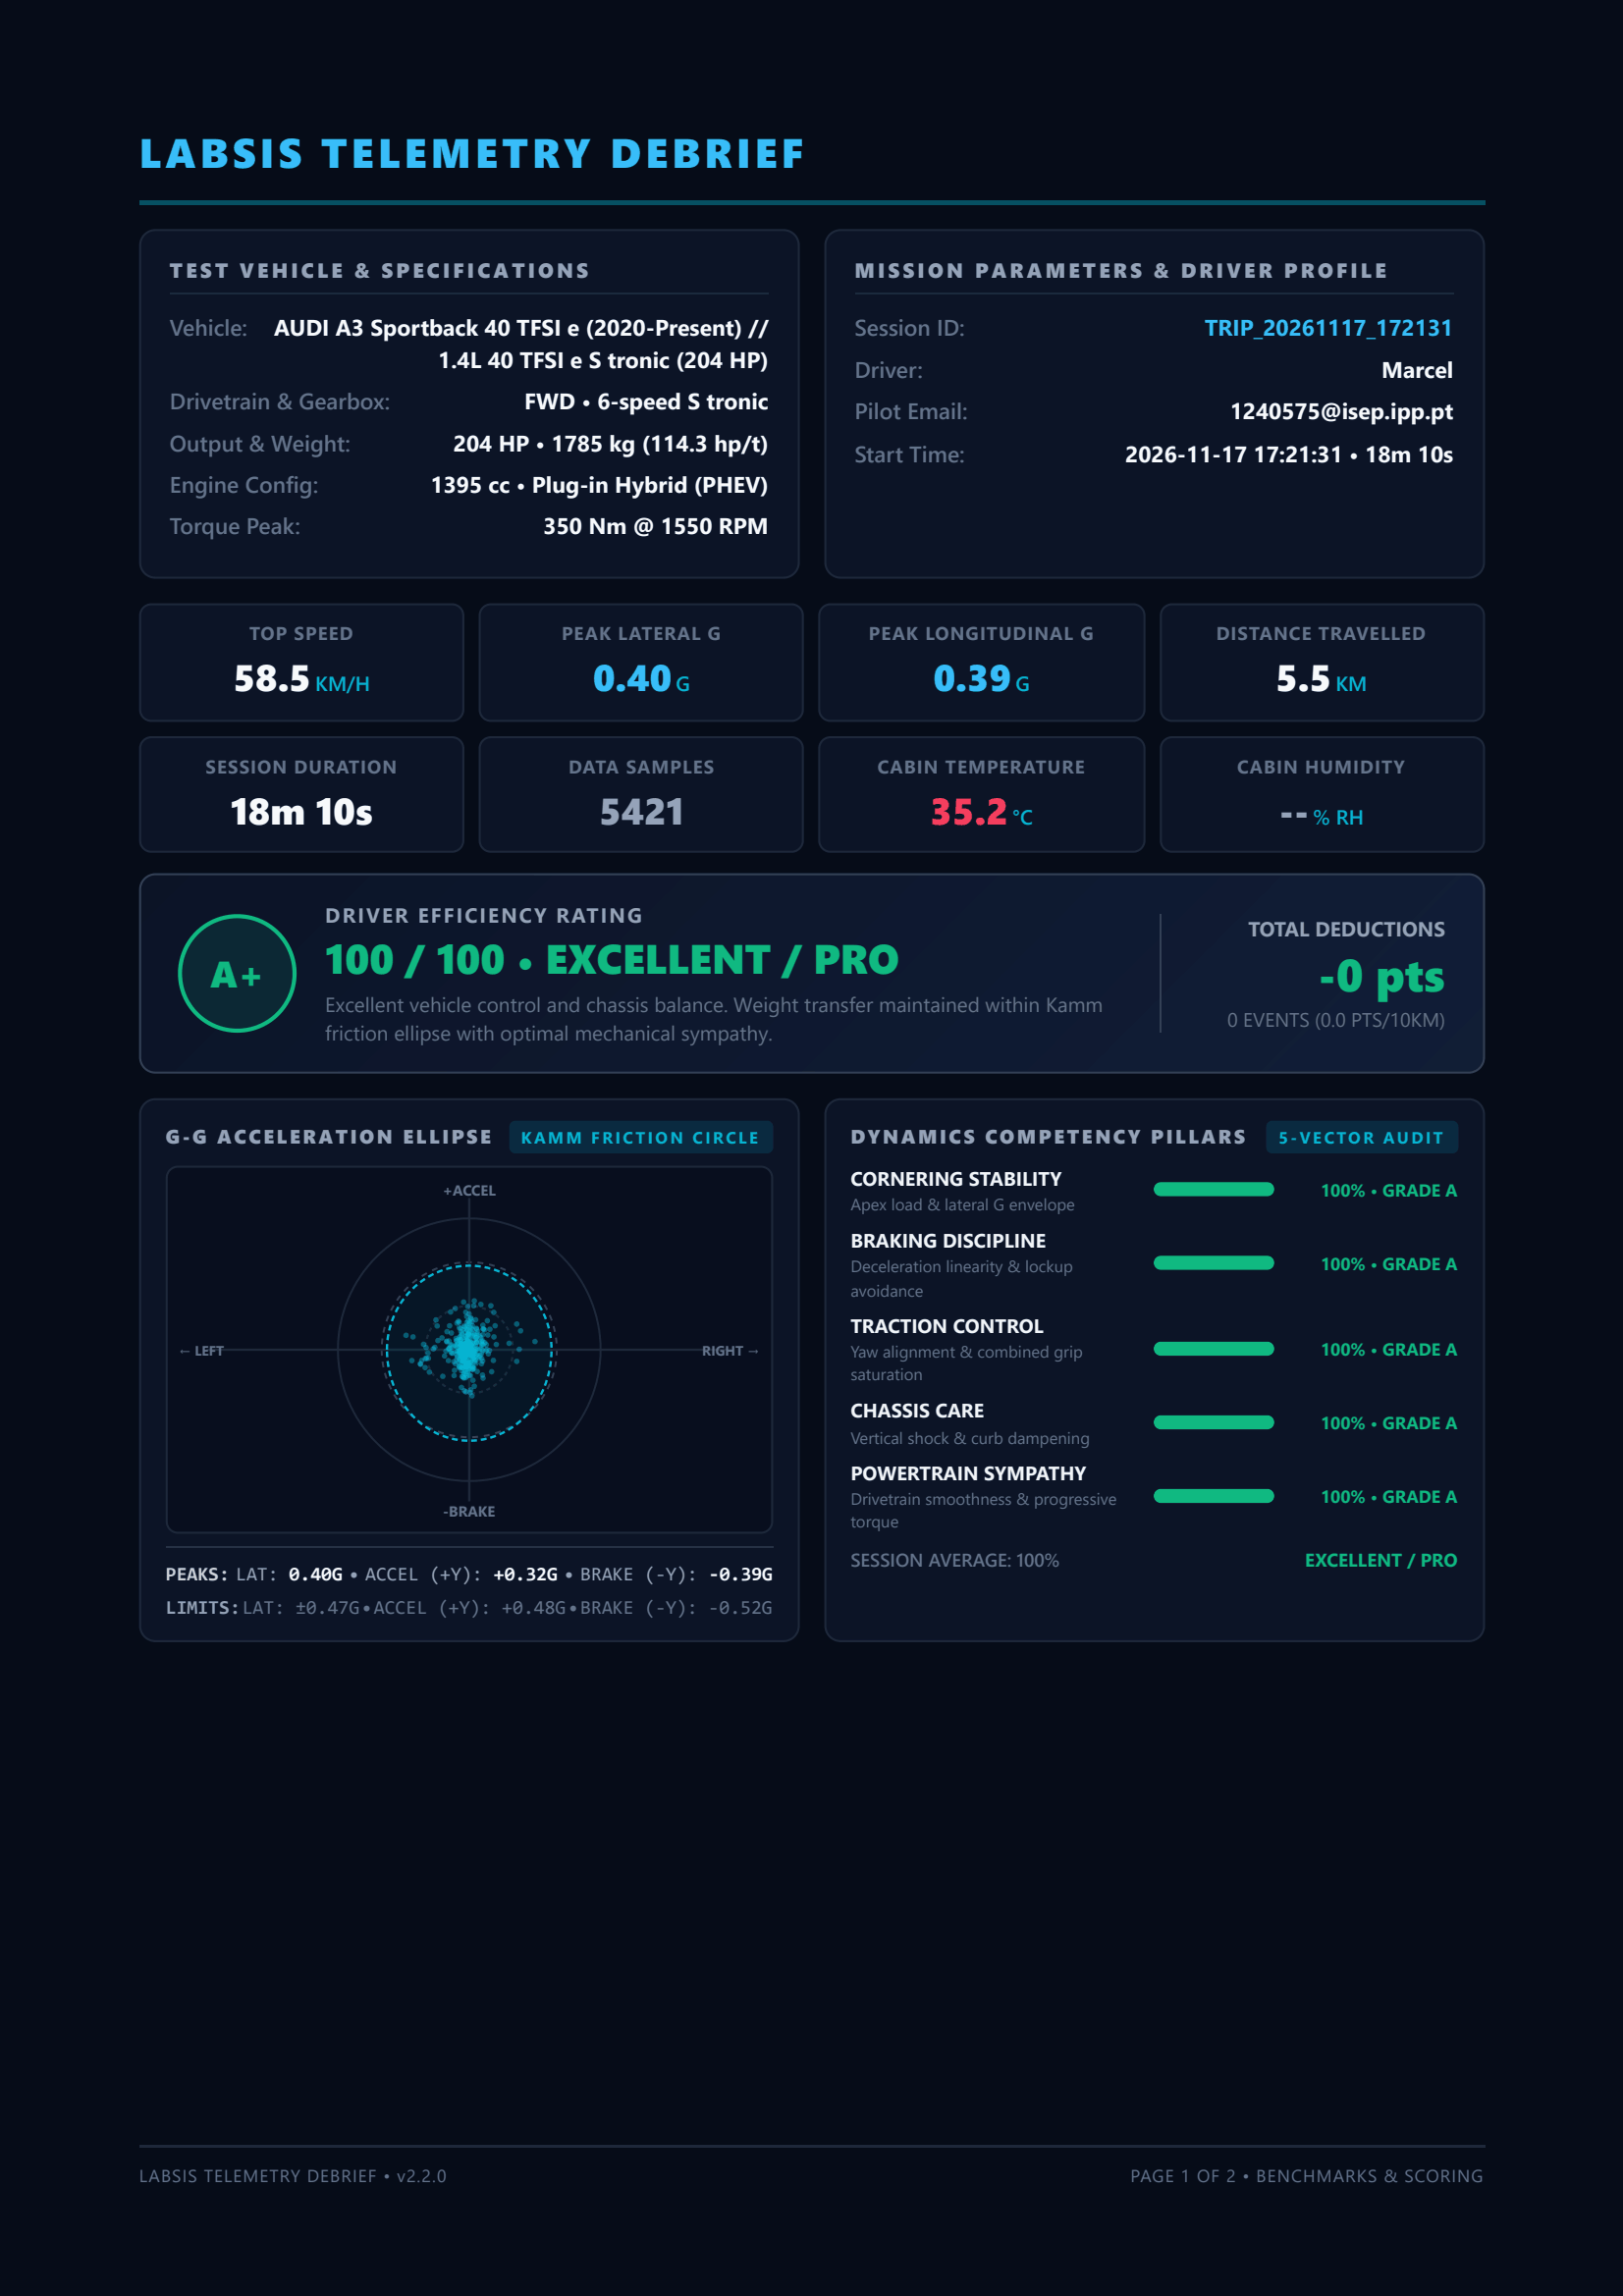 LABSIS TELEMETRY DEBRIEF
TEST VEHICLE & SPECIFICATIONS
Vehicle: AUDI A3 Sportback 40 TFSI e (2020-Present) //
1.4L 40 TFSI e S tronic (204 HP)
Drivetrain & Gearbox: FWD • 6-speed S tronic
Output & Weight: 204 HP • 1785 kg (114.3 hp/t)
Engine Config: 1395 cc • Plug-in Hybrid (PHEV)
Torque Peak: 350 Nm @ 1550 RPM
MISSION PARAMETERS & DRIVER PROFILE
Session ID: TRIP_20261117_172131
Driver: Marcel
Pilot Email: 1240575@isep.ipp.pt
Start Time: 2026-11-17 17:21:31 • 18m 10s
TOP SPEED
58.5 KM/H
PEAK LATERAL G
0.40 G
PEAK LONGITUDINAL G
0.39 G
DISTANCE TRAVELLED
5.5 KM
SESSION DURATION
18m 10s
DATA SAMPLES
5421
CABIN TEMPERATURE
35.2 °C
CABIN HUMIDITY
-- % RH
A+
DRIVER EFFICIENCY RATING
100 / 100 • EXCELLENT / PRO
Excellent vehicle control and chassis balance. Weight transfer maintained within Kamm
friction ellipse with optimal mechanical sympathy.
TOTAL DEDUCTIONS
-0 pts
0 EVENTS (0.0 PTS/10KM)
G-G ACCELERATION ELLIPSE KAMM FRICTION CIRCLE
+ACCEL
← LEFT RIGHT →
-BRAKE
PEAKS: LAT: 0.40G • ACCEL (+Y): +0.32G • BRAKE (-Y): -0.39G
LIMITS: LAT: ±0.47G • ACCEL (+Y): +0.48G • BRAKE (-Y): -0.52G
DYNAMICS COMPETENCY PILLARS 5-VECTOR AUDIT
CORNERING STABILITY
Apex load & lateral G envelope
100% • GRADE A
BRAKING DISCIPLINE
Deceleration linearity & lockup
avoidance
100% • GRADE A
TRACTION CONTROL
Yaw alignment & combined grip
saturation
100% • GRADE A
CHASSIS CARE
Vertical shock & curb dampening
100% • GRADE A
POWERTRAIN SYMPATHY
Drivetrain smoothness & progressive
torque
100% • GRADE A
SESSION AVERAGE: 100% EXCELLENT / PRO
LABSIS TELEMETRY DEBRIEF • v2.2.0
PAGE 1 OF 2 • BENCHMARKS & SCORING